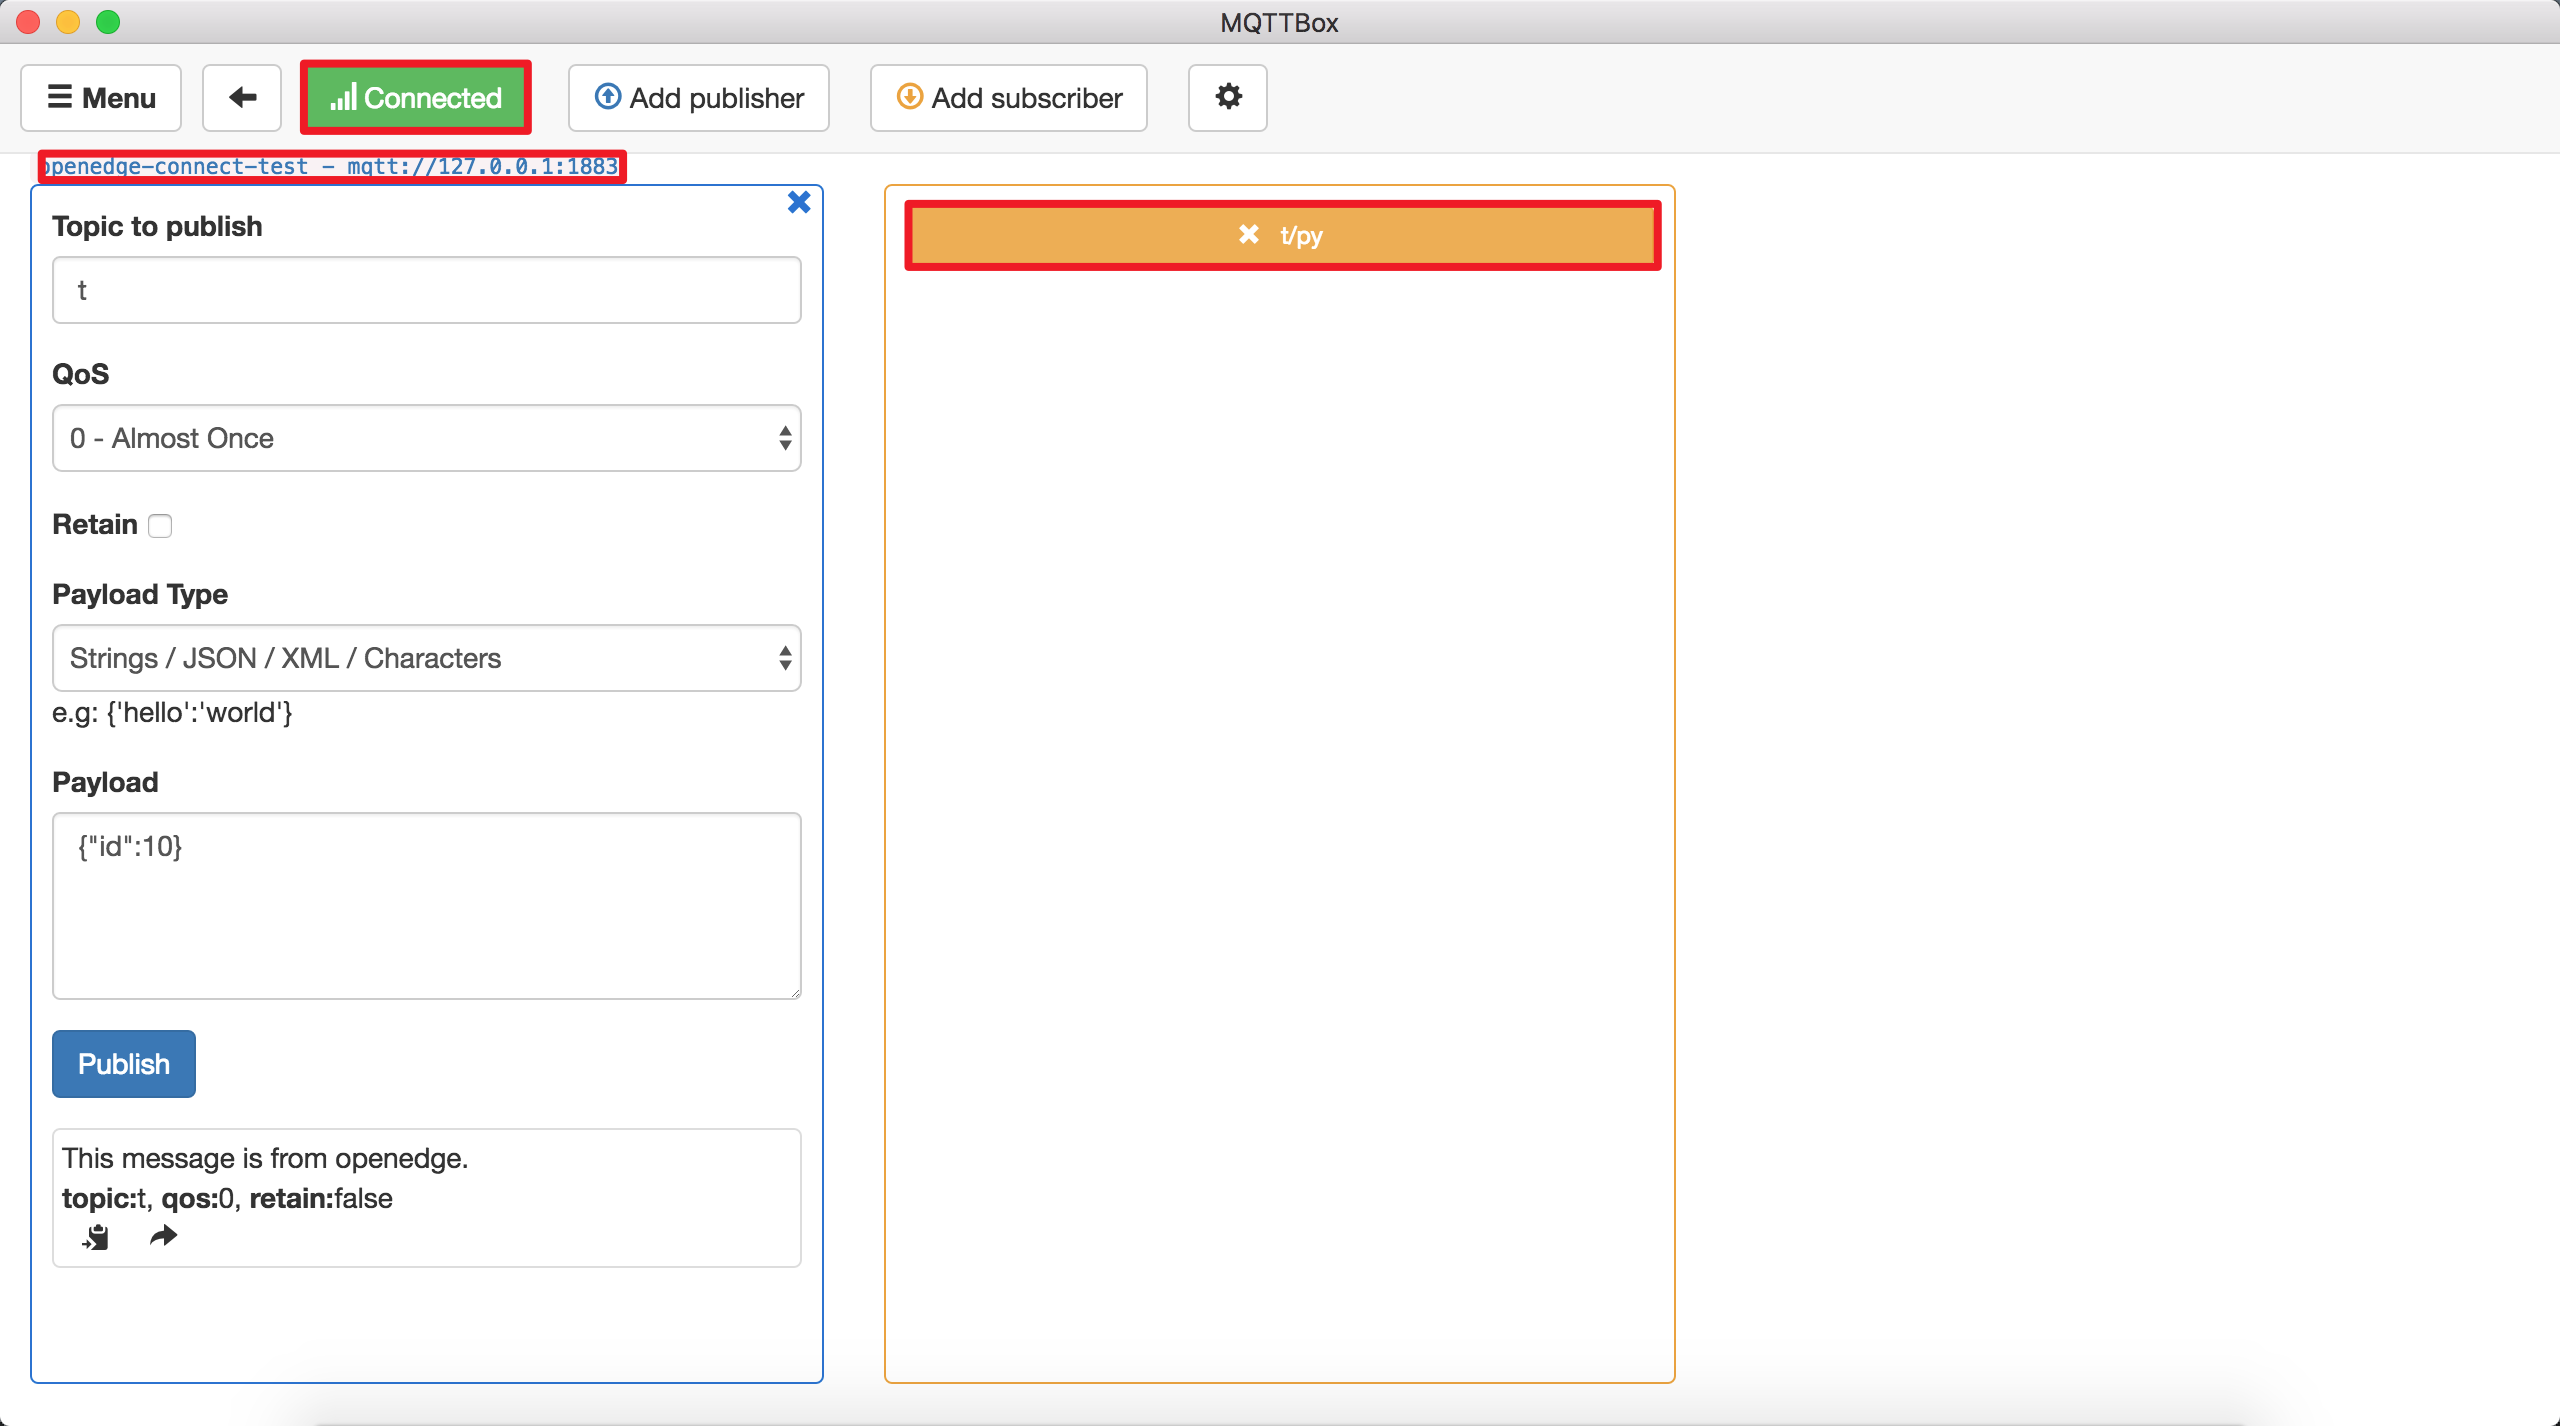 MQTTBox
Menu
Connected
Add publisher
Add subscriber
openedge-connect-test - mqtt://127.0.0.1:1883
Topic to publish
t
QoS
0 - Almost Once
Retain
Payload Type
Strings / JSON / XML / Characters
e.g: {'hello':'world'}
Payload
{"id":10}
Publish
This message is from openedge.
topic:t, qos:0, retain:false
t/py